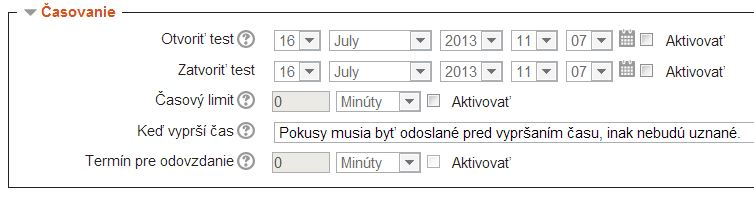 Časovanie
Otvoriť test ? 16 July 2013 11 07 Aktivovať
Zatvoriť test 16 July 2013 11 07 Aktivovať
Časový limit ? 0 Minúty Aktivovať
Keď vyprší čas ? Pokusy musia byť odoslané pred vypršaním času, inak nebudú uznané.
Termín pre odovzdanie ? 0 Minúty Aktivovať